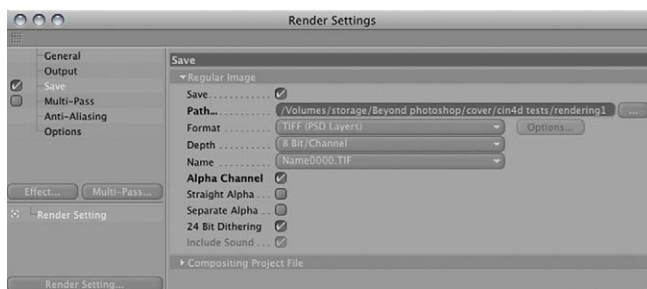 Render Settings
General
Output
Save
Multi-Pass
Anti-Aliasing
Options
Effect... Multi-Pass...
Render Setting
Render Setting...
Save
Regular Image
Save
Path... /Volumes/storage/Beyond photoshop/cover/cin4d tests/rendering1 ...
Format TIFF (PSD Layers) Options...
Depth 8 Bit/Channel
Name Name0000.TIF
Alpha Channel
Straight Alpha
Separate Alpha
24 Bit Dithering
Include Sound
Compositing Project File